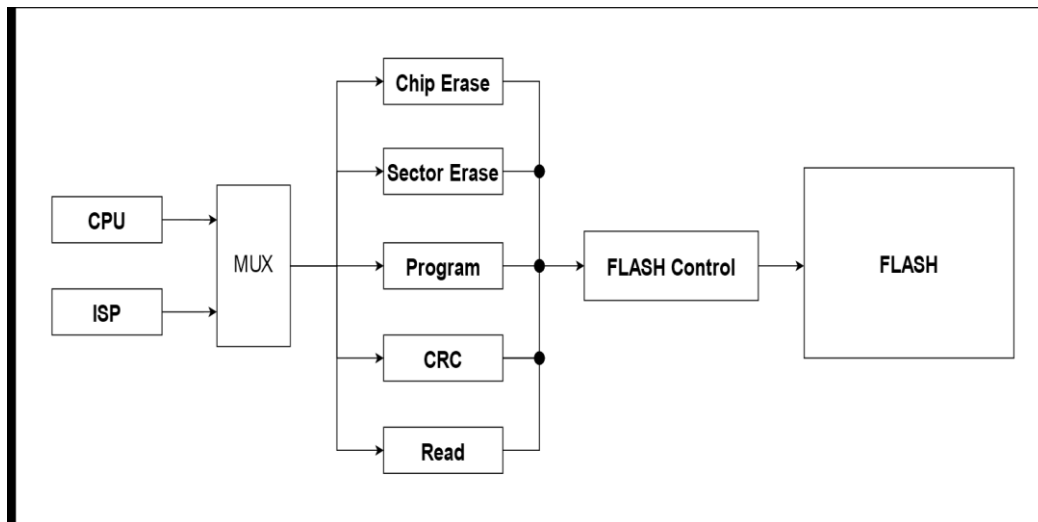 Chip Erase
Sector Erase
CPU
MUX
Program
FLASH Control
FLASH
ISP
CRC
Read